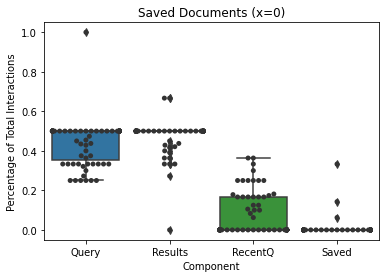 Saved Documents (x=0)
Percentage of Total Interactions
1.0
0.8
0.6
0.4
0.2
0.0
Query Results RecentQ Saved
Component